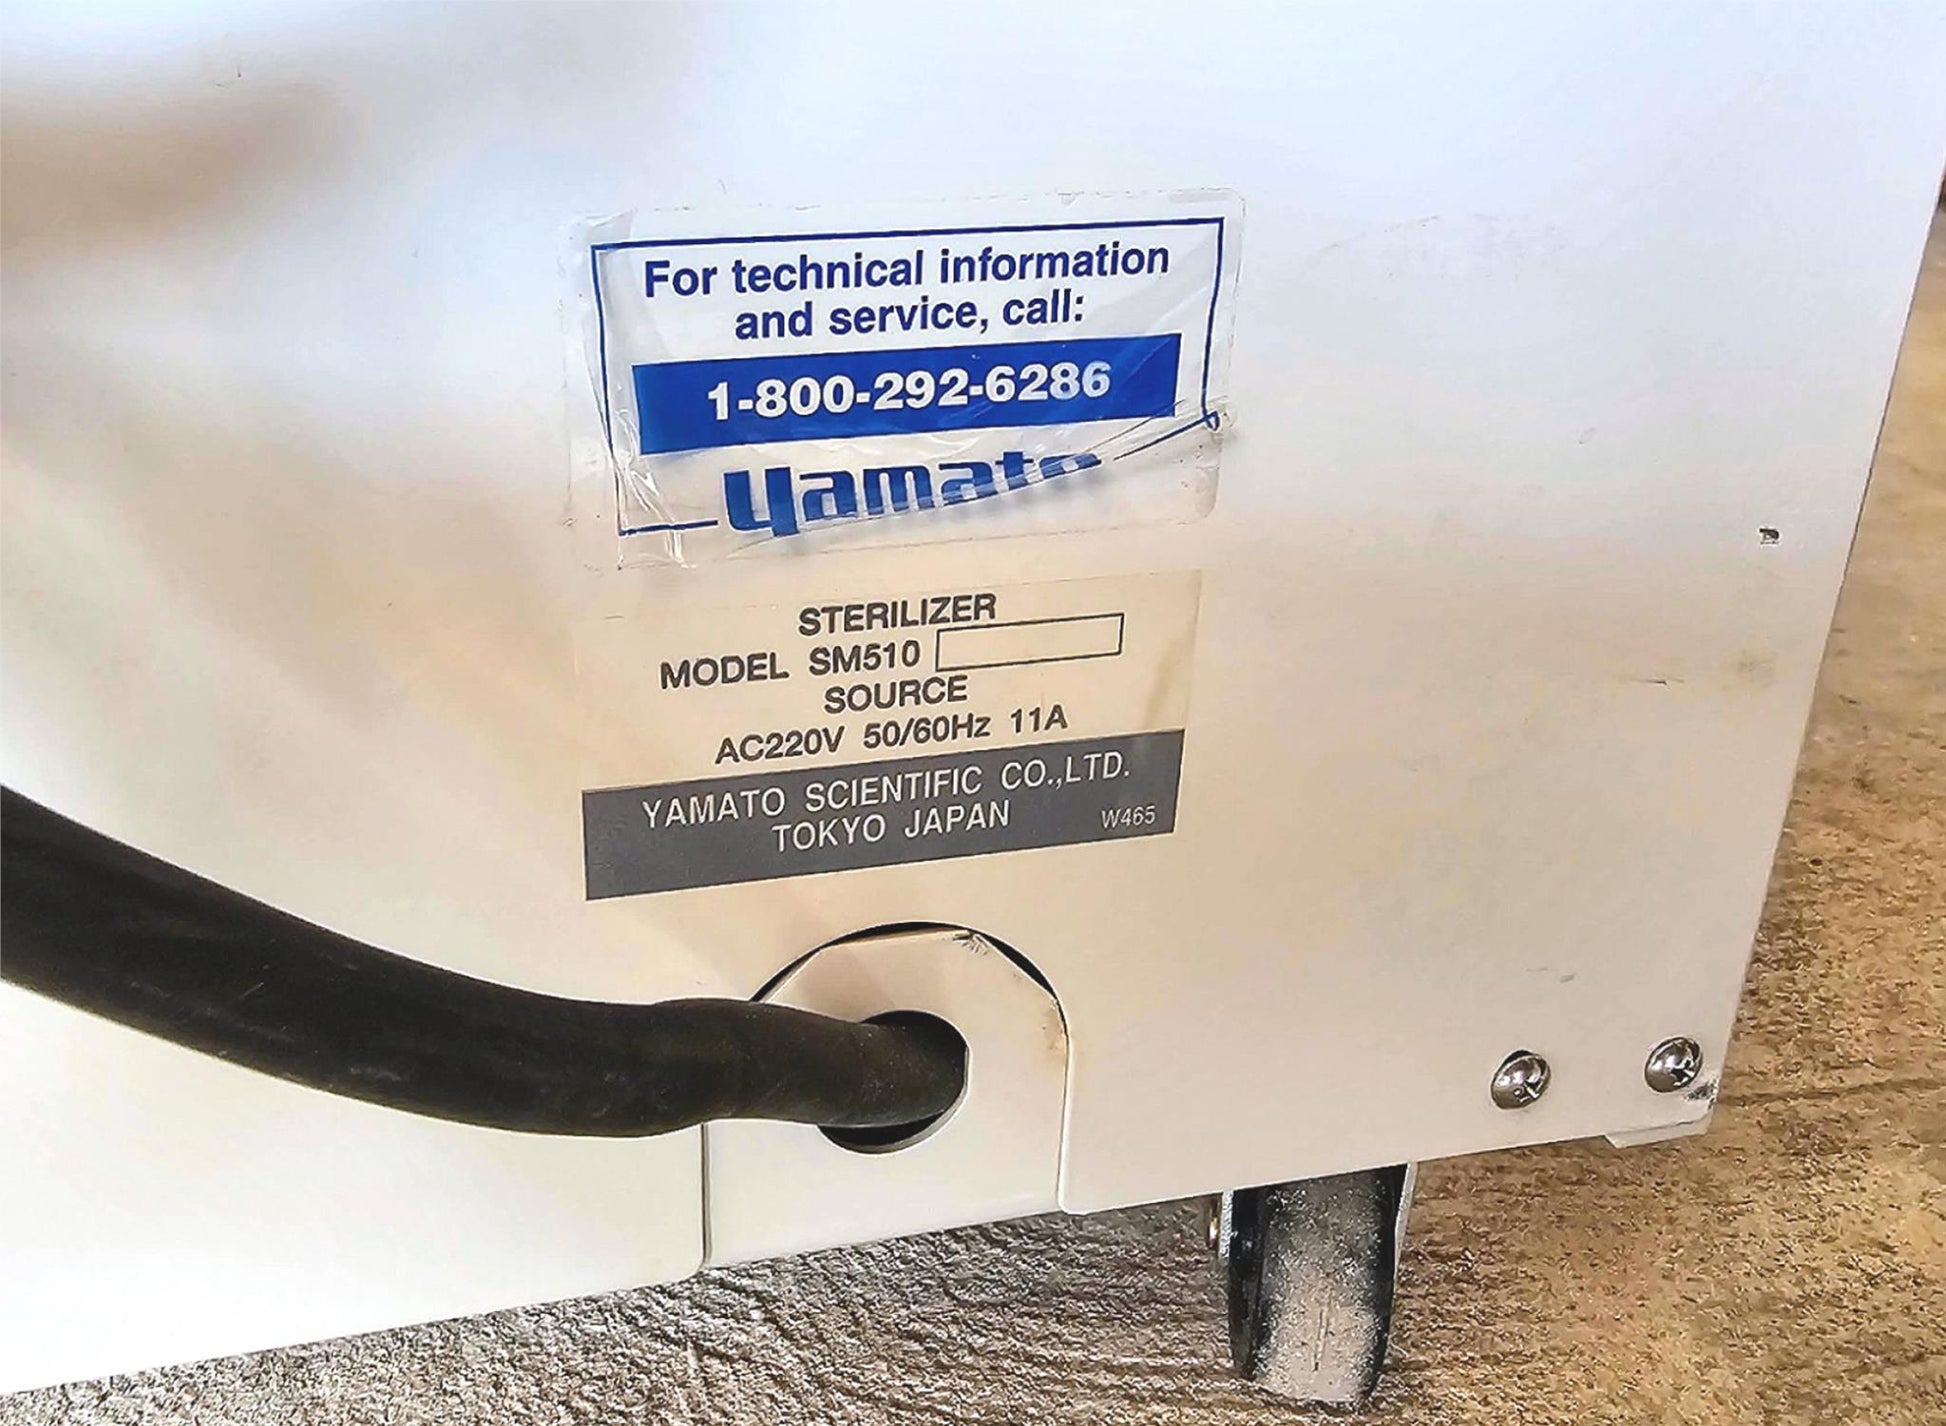 For technical information
and service, call:
1-800-292-6286
Yamato
STERILIZER
MODEL SM510
SOURCE
AC220V 50/60Hz 11A
YAMATO SCIENTIFIC CO.,LTD.
TOKYO JAPAN W465